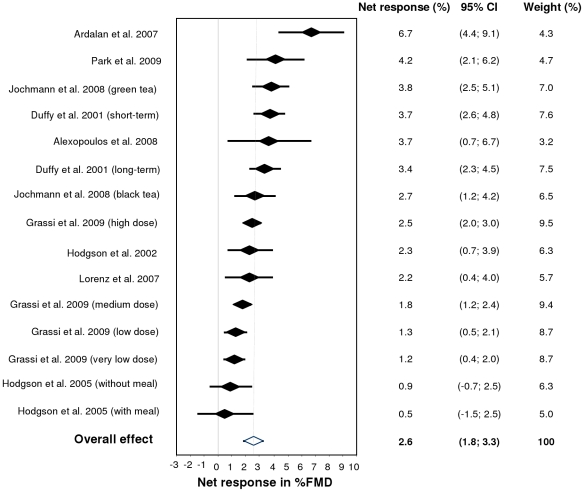 Net response (%) 95% CI Weight (%)
Ardalan et al. 2007 6.7 (4.4; 9.1) 4.3
Park et al. 2009 4.2 (2.1; 6.2) 4.7
Jochmann et al. 2008 (green tea) 3.8 (2.5; 5.1) 7.0
Duffy et al. 2001 (short-term) 3.7 (2.6; 4.8) 7.6
Alexopoulos et al. 2008 3.7 (0.7; 6.7) 3.2
Duffy et al. 2001 (long-term) 3.4 (2.3; 4.5) 7.5
Jochmann et al. 2008 (black tea) 2.7 (1.2; 4.2) 6.5
Grassi et al. 2009 (high dose) 2.5 (2.0; 3.0) 9.5
Hodgson et al. 2002 2.3 (0.7; 3.9) 6.3
Lorenz et al. 2007 2.2 (0.4; 4.0) 5.7
Grassi et al. 2009 (medium dose) 1.8 (1.2; 2.4) 9.4
Grassi et al. 2009 (low dose) 1.3 (0.5; 2.1) 8.7
Grassi et al. 2009 (very low dose) 1.2 (0.4; 2.0) 8.7
Hodgson et al. 2005 (without meal) 0.9 (-0.7; 2.5) 6.3
Hodgson et al. 2005 (with meal) 0.5 (-1.5; 2.5) 5.0
Overall effect 2.6 (1.8; 3.3) 100
-3 -2 -1 0 1 2 3 4 5 6 7 8 9 10
Net response in %FMD